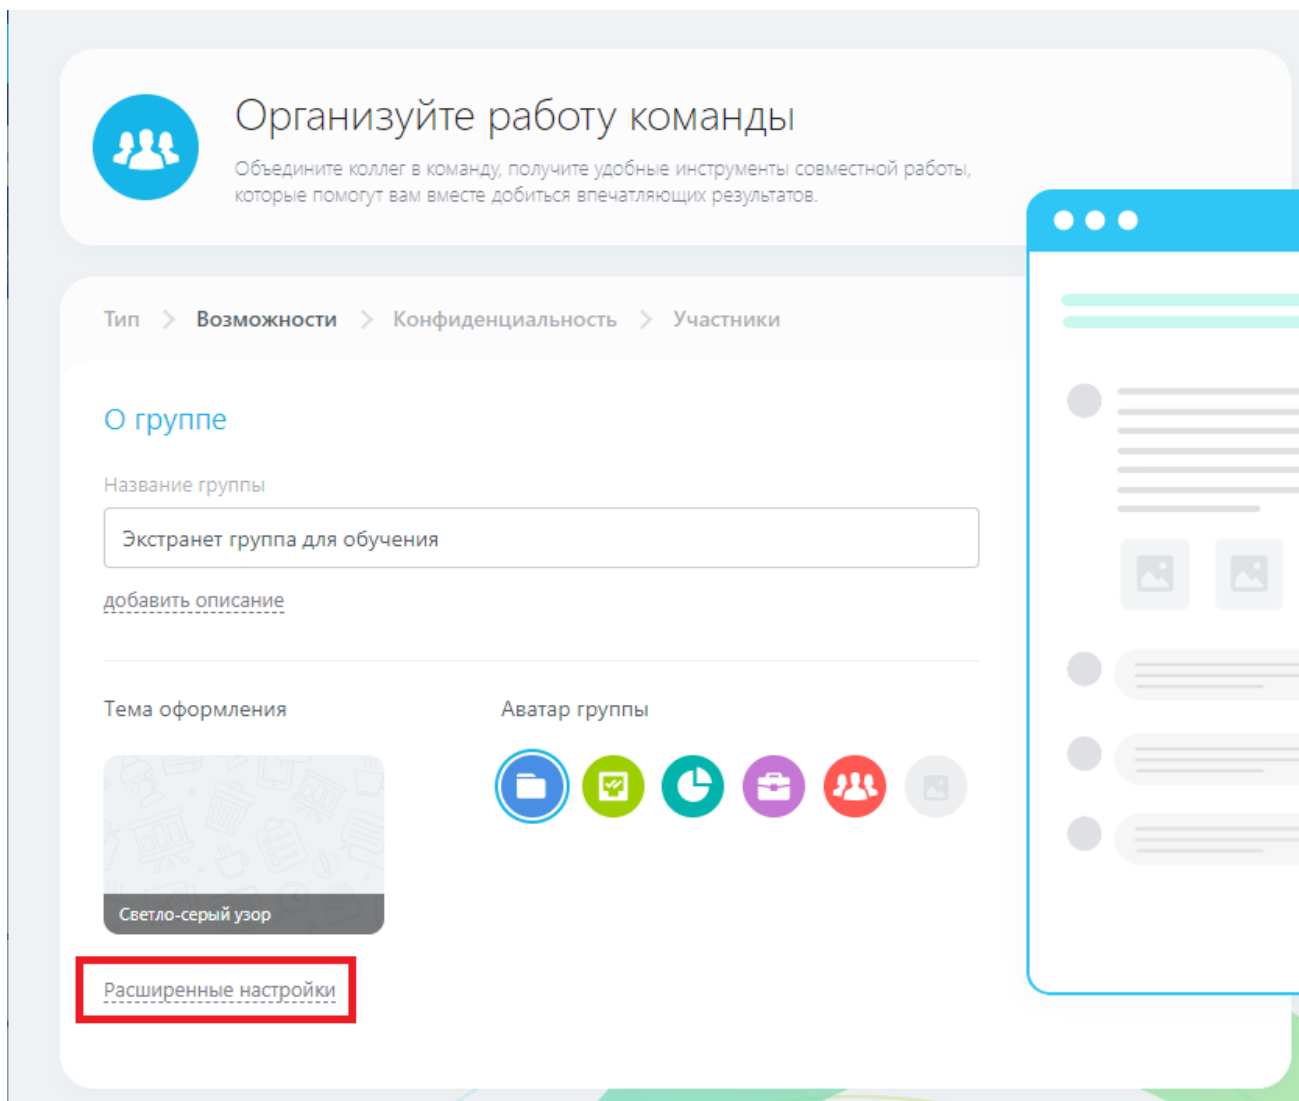 Организуйте работу команды
Объедините коллег в команду, получите удобные инструменты совместной работы,
которые помогут вам вместе добиться впечатляющих результатов.
Тип > Возможности > Конфиденциальность > Участники
О группе
Название группы
Экстранет группа для обучения
добавить описание
Тема оформления
Аватар группы
Светло-серый узор
Расширенные настройки